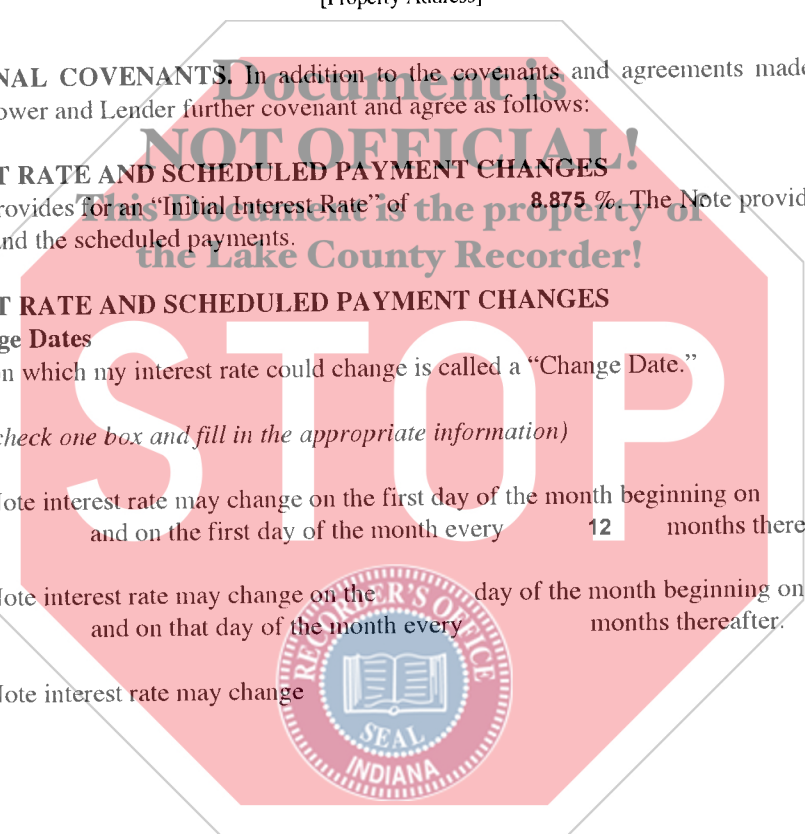 [Property Address]
NAL COVENANTS. In addition to the covenants and agreements made
ower and Lender further covenant and agree as follows:
T RATE AND SCHEDULED PAYMENT CHANGES
rovides for an “Initial Interest Rate” of 8.875 %. The Note provid
nd the scheduled payments.
T RATE AND SCHEDULED PAYMENT CHANGES
ge Dates
n which my interest rate could change is called a “Change Date.”
check one box and fill in the appropriate information)
Note interest rate may change on the first day of the month beginning on
and on the first day of the month every 12 months there
Note interest rate may change on the day of the month beginning on
and on that day of the month every months thereafter.
Note interest rate may change
Document is
NOT OFFICIAL!
This Document is the property of
the Lake County Recorder!
STOP
RECORDER'S OFFICE
SEAL
INDIANA